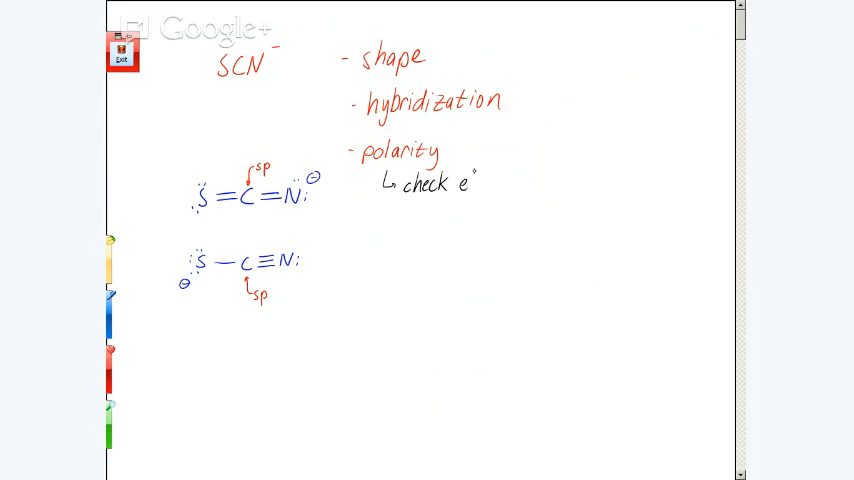 Google+
Exit
SCN⁻
- shape
- hybridization
- polarity
↳ check e°
sp
S = C = N ⊖
S – C ≡ N
⊖
sp